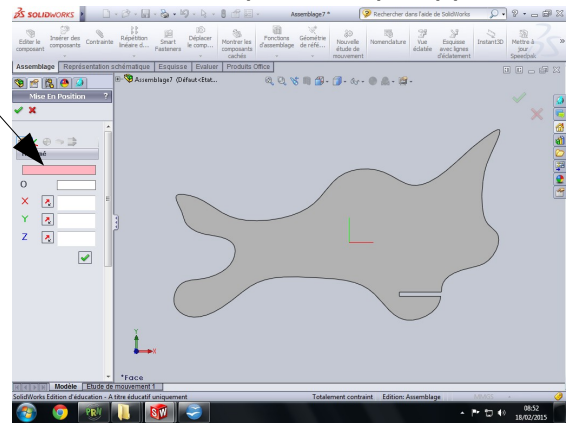 SOLIDWORKS
Assemblage7 *
Rechercher dans l'aide de SolidWorks
Editer le composant
Insérer des composants
Contrainte
Répétition linéaire d...
Smart Fasteners
Déplacer le comp...
Montrer les composants cachés
Fonctions d'assemblage
Géométrie de réfé...
Nouvelle étude de mouvement
Nomenclature
Vue éclatée
Esquisse avec lignes d'éclatement
Instant3D
Mettre à jour Speedpak
Assemblage Représentation schématique Esquisse Evaluer Produits Office
Assemblage7 (Défaut<Etat...
Mise En Position ?
O
X
Y
Z
Y
X
*Face
Modèle Etude de mouvement 1
SolidWorks Edition d'éducation - A titre éducatif uniquement
Totalement contraint Edition: Assemblage
08:52
18/02/2015